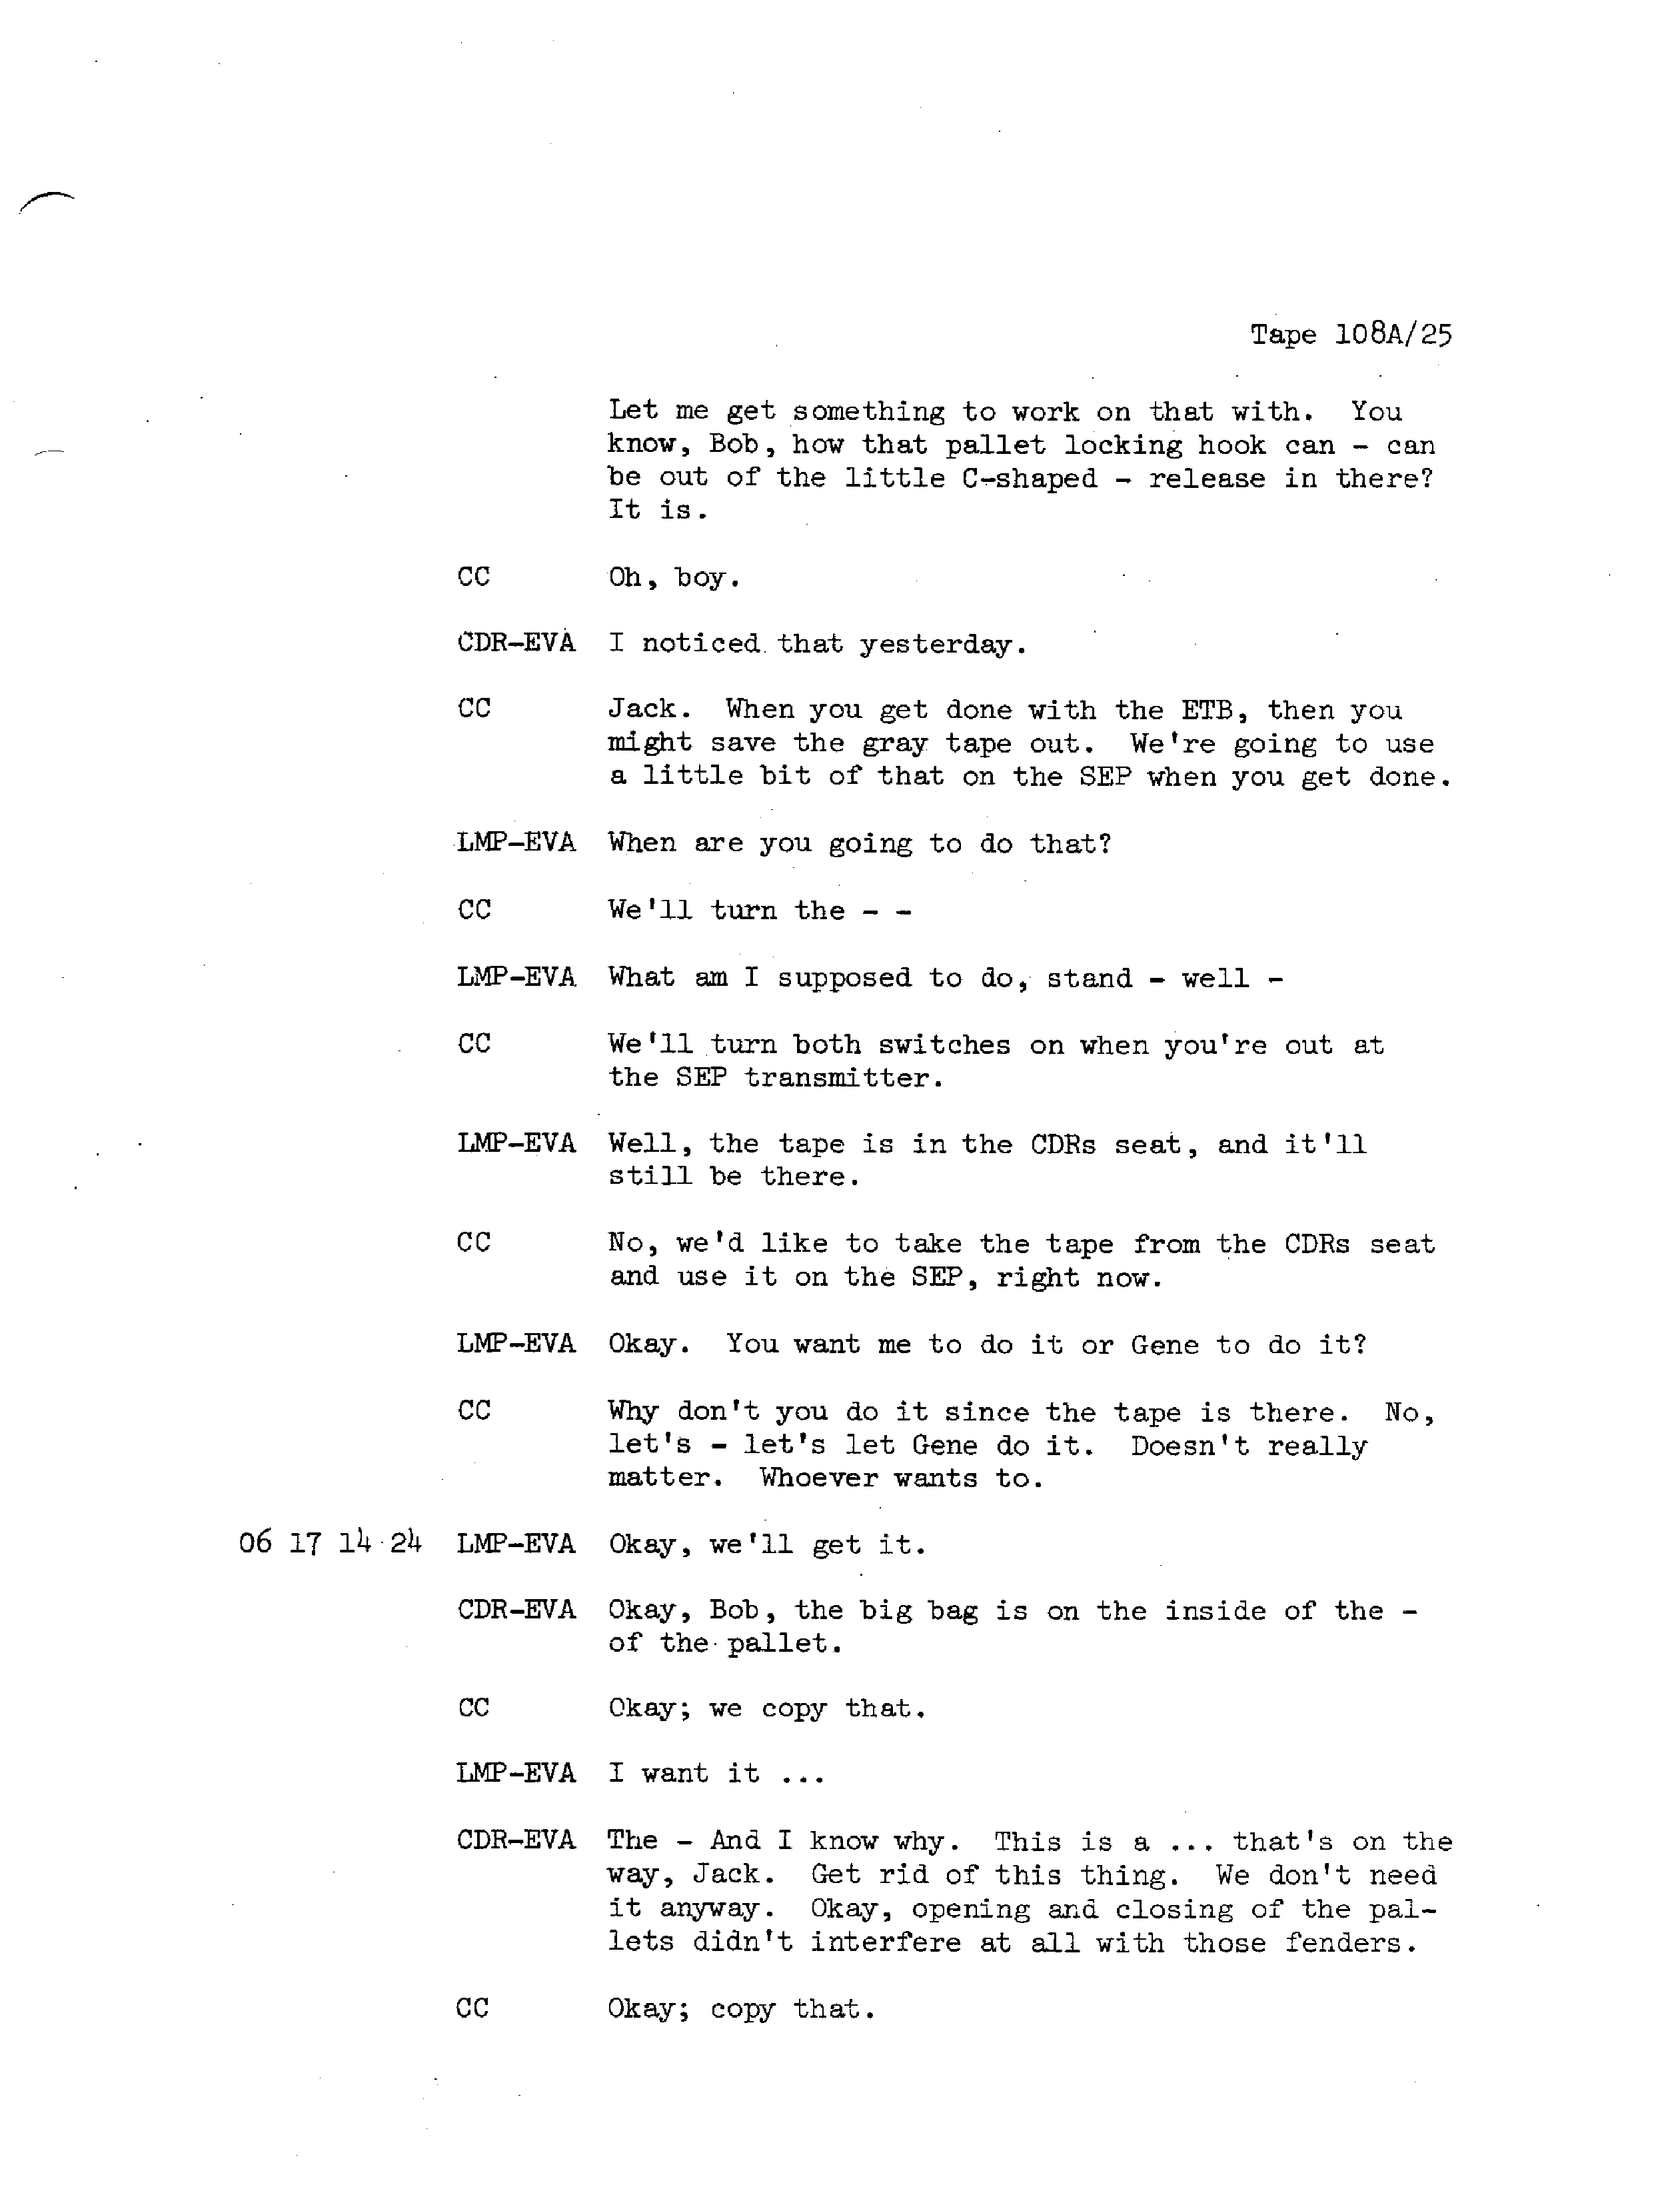 Tape 108A/25
Let me get something to work on that with. You
know, Bob, how that pallet locking hook can - can
be out of the little C-shaped - release in there?
It is.
CC Oh, boy.
CDR-EVA I noticed that yesterday.
CC Jack. When you get done with the ETB, then you
might save the gray tape out. We're going to use
a little bit of that on the SEP when you get done.
LMP-EVA When are you going to do that?
CC We'll turn the - -
LMP-EVA What am I supposed to do, stand - well -
CC We'll turn both switches on when you're out at
the SEP transmitter.
LMP-EVA Well, the tape is in the CDRs seat, and it'll
still be there.
CC No, we'd like to take the tape from the CDRs seat
and use it on the SEP, right now.
LMP-EVA Okay. You want me to do it or Gene to do it?
CC Why don't you do it since the tape is there. No,
let's - let's let Gene do it. Doesn't really
matter. Whoever wants to.
06 17 14 24 LMP-EVA Okay, we'll get it.
CDR-EVA Okay, Bob, the big bag is on the inside of the -
of the pallet.
CC Okay; we copy that.
LMP-EVA I want it ...
CDR-EVA The - And I know why. This is a ... that's on the
way, Jack. Get rid of this thing. We don't need
it anyway. Okay, opening and closing of the pal-
lets didn't interfere at all with those fenders.
CC Okay; copy that.